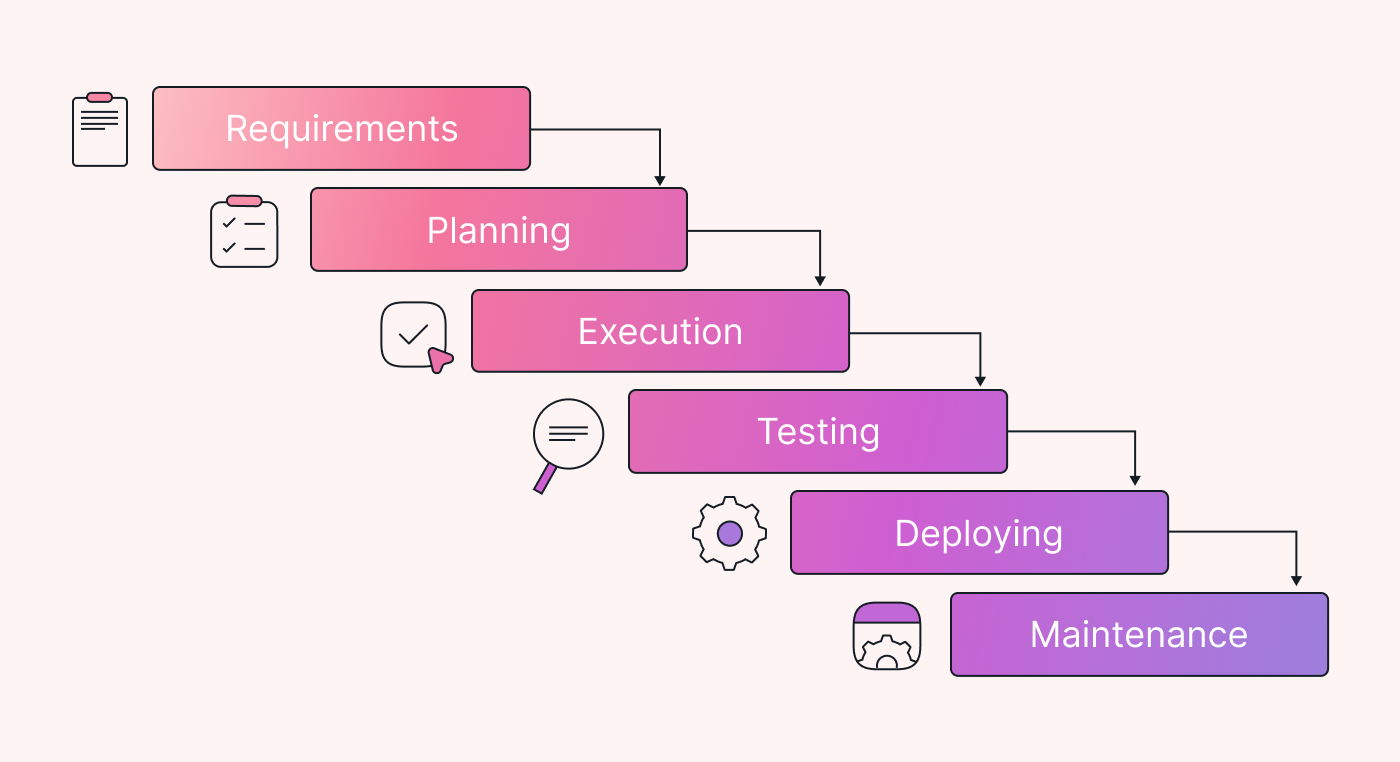 Requirements
Planning
Execution
Testing
Deploying
Maintenance